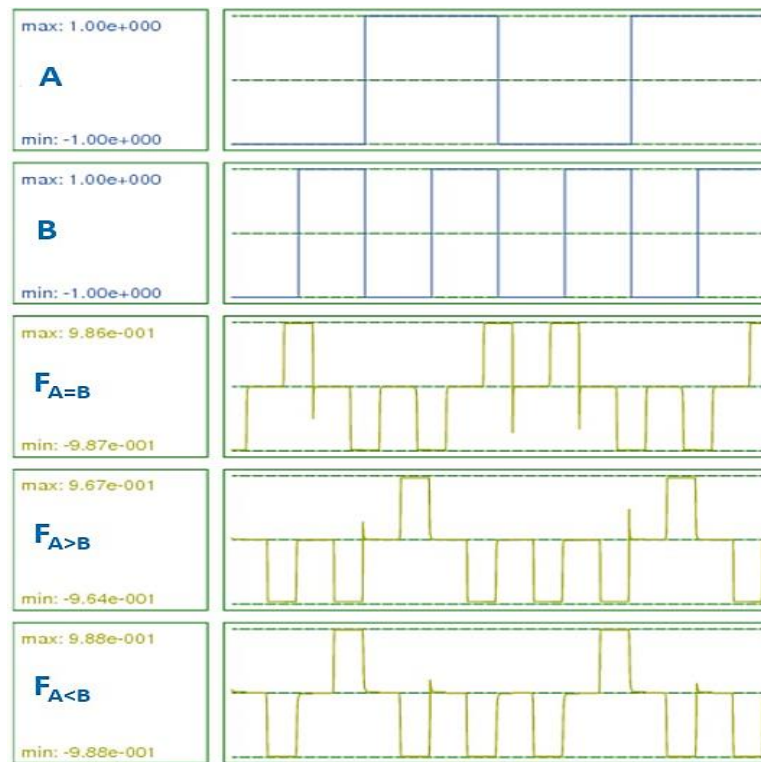 max: 1.00e+000
A
min: -1.00e+000
max: 1.00e+000
B
min: -1.00e+000
max: 9.86e-001
FA=B
min: -9.87e-001
max: 9.67e-001
FA>B
min: -9.64e-001
max: 9.88e-001
FA<B
min: -9.88e-001